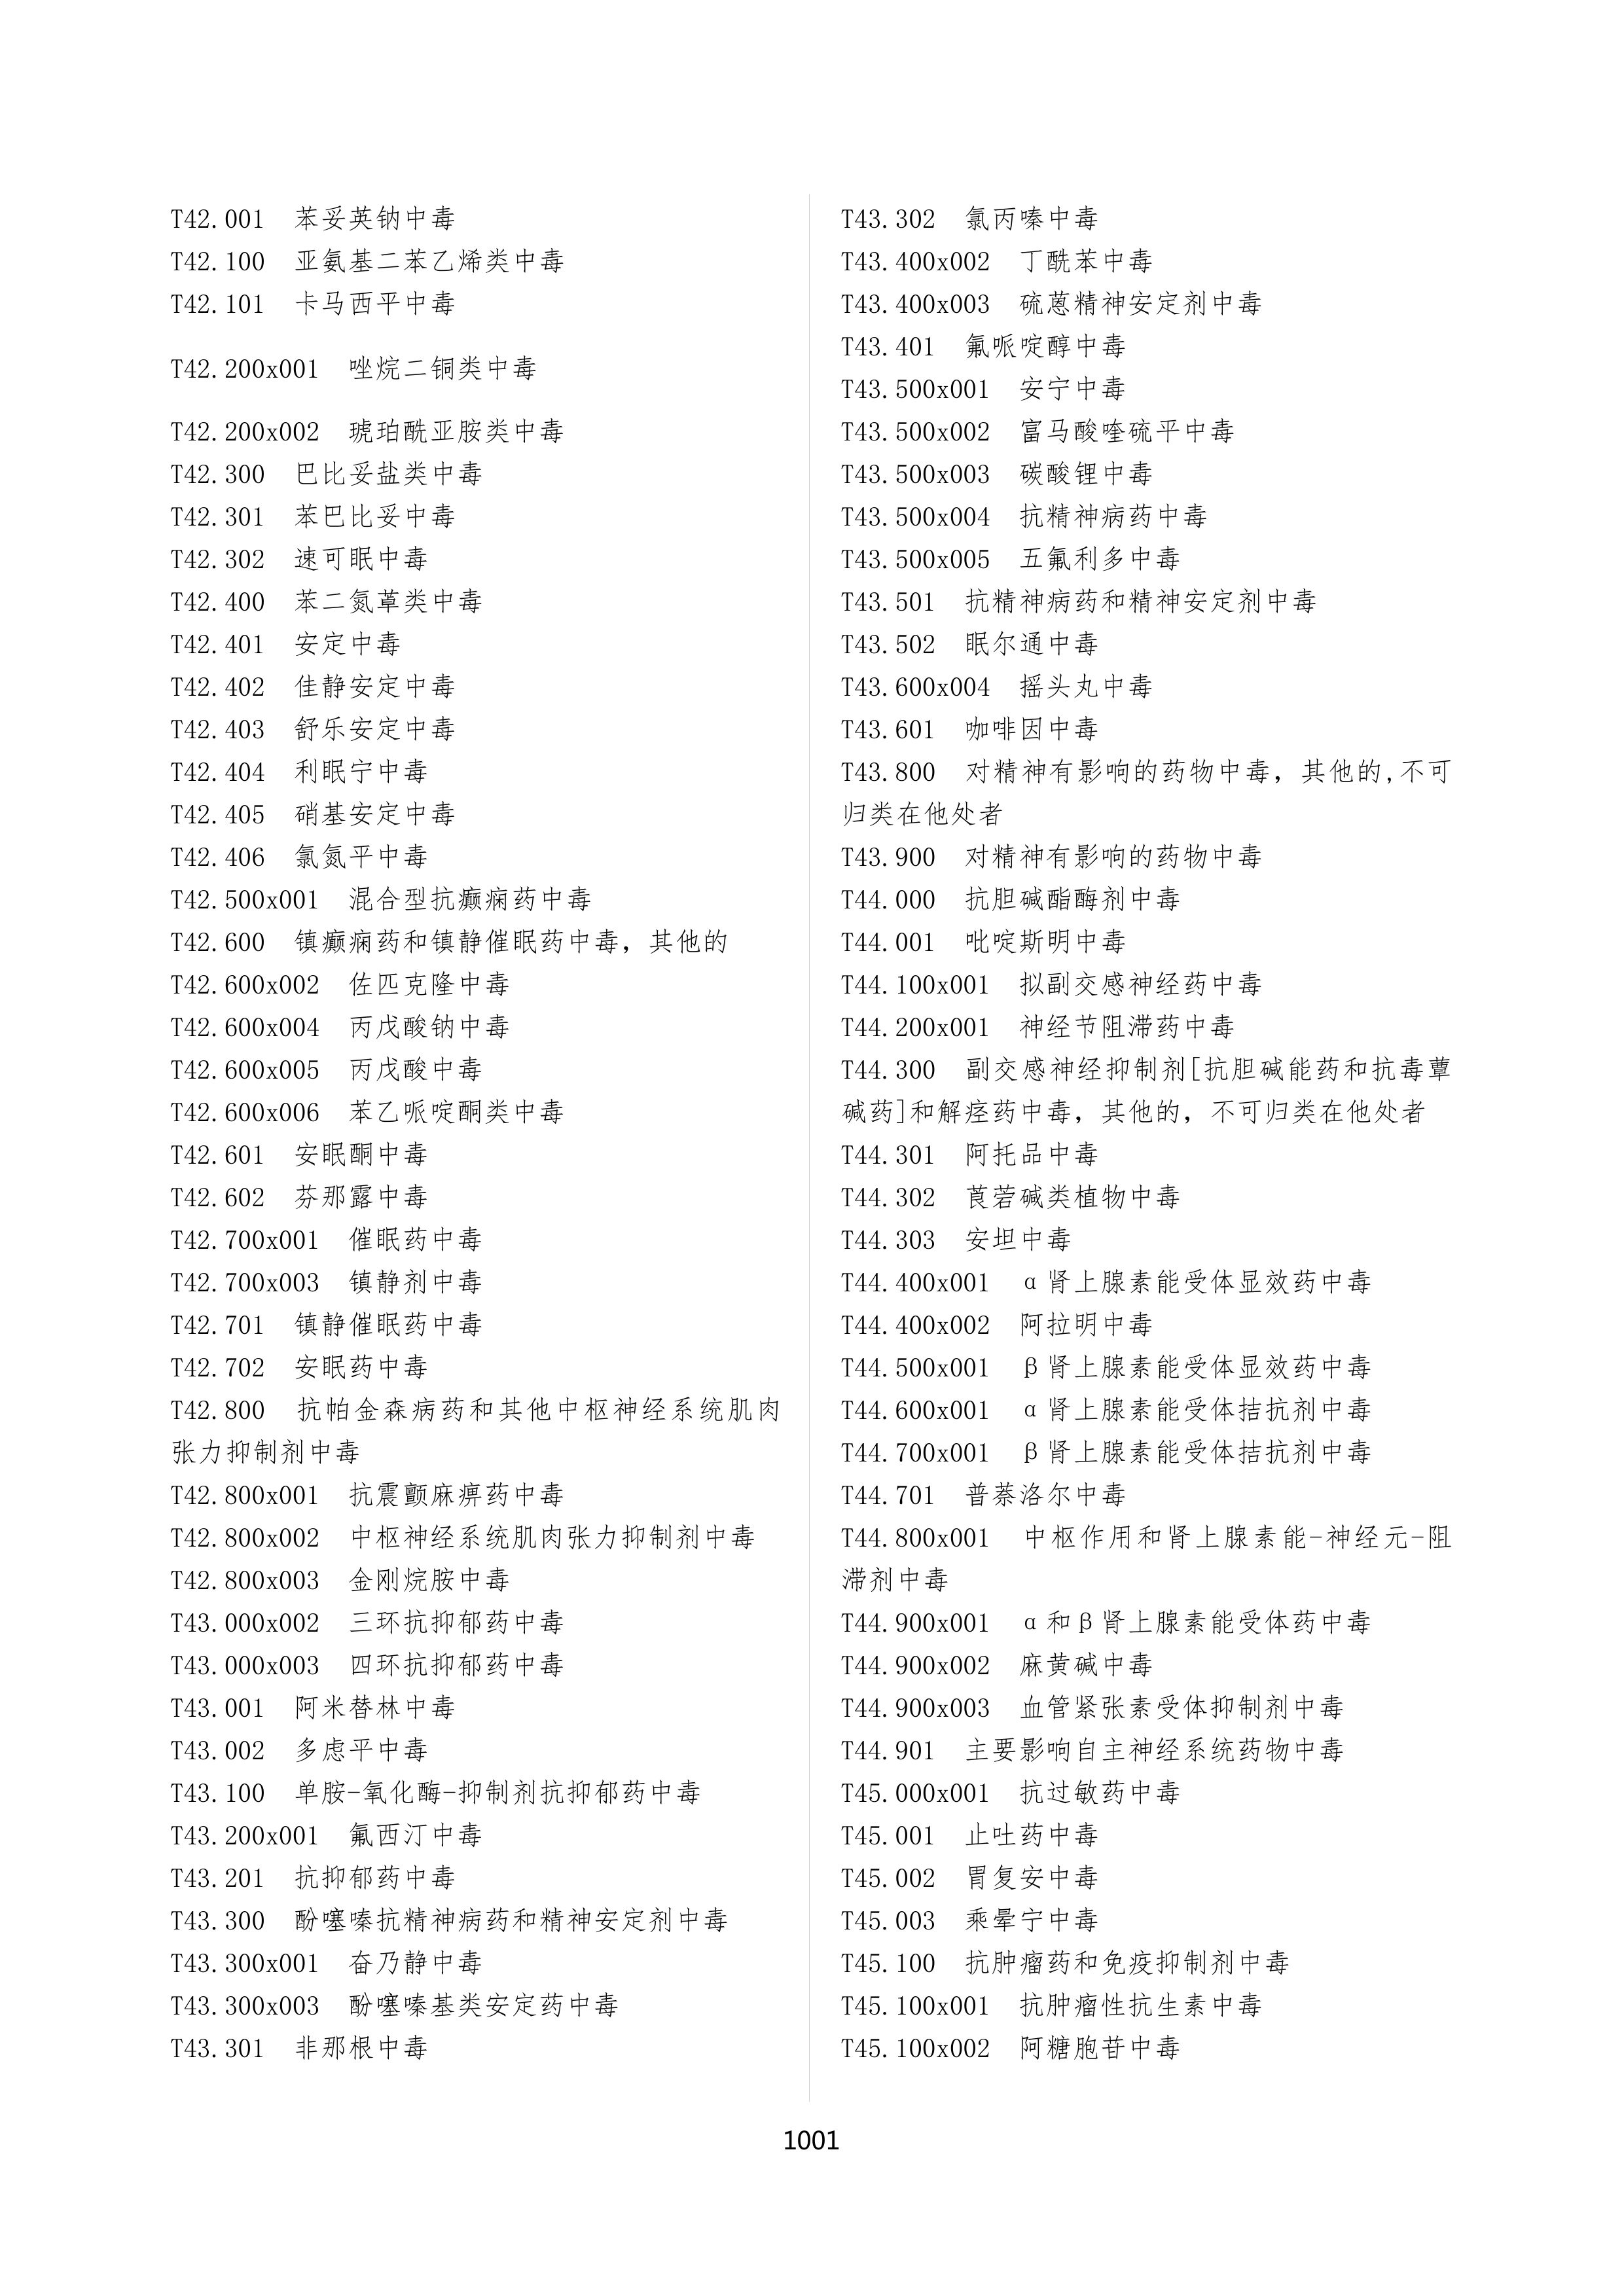 T42.001 苯妥英钠中毒
T42.100 亚氨基二苯乙烯类中毒
T42.101 卡马西平中毒
T42.200x001 唑烷二铜类中毒
T42.200x002 琥珀酰亚胺类中毒
T42.300 巴比妥盐类中毒
T42.301 苯巴比妥中毒
T42.302 速可眠中毒
T42.400 苯二氮䓬类中毒
T42.401 安定中毒
T42.402 佳静安定中毒
T42.403 舒乐安定中毒
T42.404 利眠宁中毒
T42.405 硝基安定中毒
T42.406 氯氮平中毒
T42.500x001 混合型抗癫痫药中毒
T42.600 镇癫痫药和镇静催眠药中毒，其他的
T42.600x002 佐匹克隆中毒
T42.600x004 丙戊酸钠中毒
T42.600x005 丙戊酸中毒
T42.600x006 苯乙哌啶酮类中毒
T42.601 安眠酮中毒
T42.602 芬那露中毒
T42.700x001 催眠药中毒
T42.700x003 镇静剂中毒
T42.701 镇静催眠药中毒
T42.702 安眠药中毒
T42.800 抗帕金森病药和其他中枢神经系统肌肉
张力抑制剂中毒
T42.800x001 抗震颤麻痹药中毒
T42.800x002 中枢神经系统肌肉张力抑制剂中毒
T42.800x003 金刚烷胺中毒
T43.000x002 三环抗抑郁药中毒
T43.000x003 四环抗抑郁药中毒
T43.001 阿米替林中毒
T43.002 多虑平中毒
T43.100 单胺-氧化酶-抑制剂抗抑郁药中毒
T43.200x001 氟西汀中毒
T43.201 抗抑郁药中毒
T43.300 酚噻嗪抗精神病药和精神安定剂中毒
T43.300x001 奋乃静中毒
T43.300x003 酚噻嗪基类安定药中毒
T43.301 非那根中毒
T43.302 氯丙嗪中毒
T43.400x002 丁酰苯中毒
T43.400x003 硫蒽精神安定剂中毒
T43.401 氟哌啶醇中毒
T43.500x001 安宁中毒
T43.500x002 富马酸喹硫平中毒
T43.500x003 碳酸锂中毒
T43.500x004 抗精神病药中毒
T43.500x005 五氟利多中毒
T43.501 抗精神病药和精神安定剂中毒
T43.502 眠尔通中毒
T43.600x004 摇头丸中毒
T43.601 咖啡因中毒
T43.800 对精神有影响的药物中毒，其他的,不可
归类在他处者
T43.900 对精神有影响的药物中毒
T44.000 抗胆碱酯酶剂中毒
T44.001 吡啶斯明中毒
T44.100x001 拟副交感神经药中毒
T44.200x001 神经节阻滞药中毒
T44.300 副交感神经抑制剂[抗胆碱能药和抗毒蕈
碱药]和解痉药中毒，其他的，不可归类在他处者
T44.301 阿托品中毒
T44.302 莨菪碱类植物中毒
T44.303 安坦中毒
T44.400x001 α肾上腺素能受体显效药中毒
T44.400x002 阿拉明中毒
T44.500x001 β肾上腺素能受体显效药中毒
T44.600x001 α肾上腺素能受体拮抗剂中毒
T44.700x001 β肾上腺素能受体拮抗剂中毒
T44.701 普萘洛尔中毒
T44.800x001 中枢作用和肾上腺素能-神经元-阻
滞剂中毒
T44.900x001 α和β肾上腺素能受体药中毒
T44.900x002 麻黄碱中毒
T44.900x003 血管紧张素受体抑制剂中毒
T44.901 主要影响自主神经系统药物中毒
T45.000x001 抗过敏药中毒
T45.001 止吐药中毒
T45.002 胃复安中毒
T45.003 乘晕宁中毒
T45.100 抗肿瘤药和免疫抑制剂中毒
T45.100x001 抗肿瘤性抗生素中毒
T45.100x002 阿糖胞苷中毒
1001